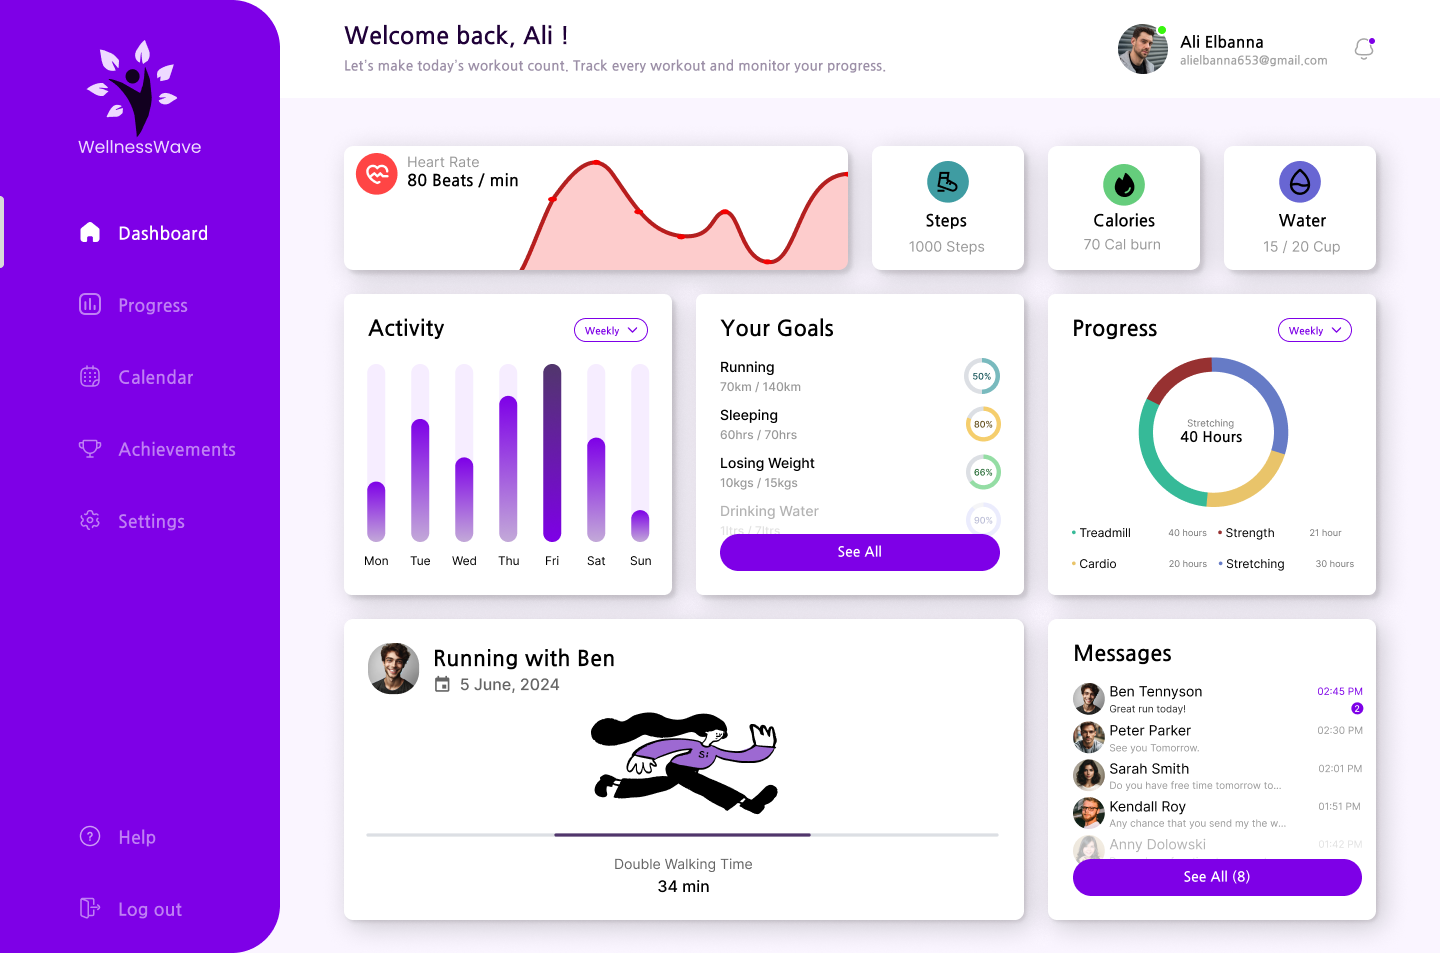 WellnessWave
Dashboard
Progress
Calendar
Achievements
Settings
Help
Log out
Welcome back, Ali !
Let's make today's workout count. Track every workout and monitor your progress.
Ali Elbanna
alielbanna653@gmail.com
Heart Rate
80 Beats / min
Steps
1000 Steps
Calories
70 Cal burn
Water
15 / 20 Cup
Activity
Weekly
Mon Tue Wed Thu Fri Sat Sun
Your Goals
Running
70km / 140km
50%
Sleeping
60hrs / 70hrs
80%
Losing Weight
10kgs / 15kgs
66%
Drinking Water
1ltrs / 7ltrs
90%
See All
Progress
Weekly
Stretching
40 Hours
Treadmill 40 hours
Strength 21 hour
Cardio 20 hours
Stretching 30 hours
Running with Ben
5 June, 2024
Si
Double Walking Time
34 min
Messages
Ben Tennyson 02:45 PM
Great run today! 2
Peter Parker 02:30 PM
See you Tomorrow.
Sarah Smith 02:01 PM
Do you have free time tomorrow to...
Kendall Roy 01:51 PM
Any chance that you send my the w...
Anny Dolowski 01:42 PM
See All (8)